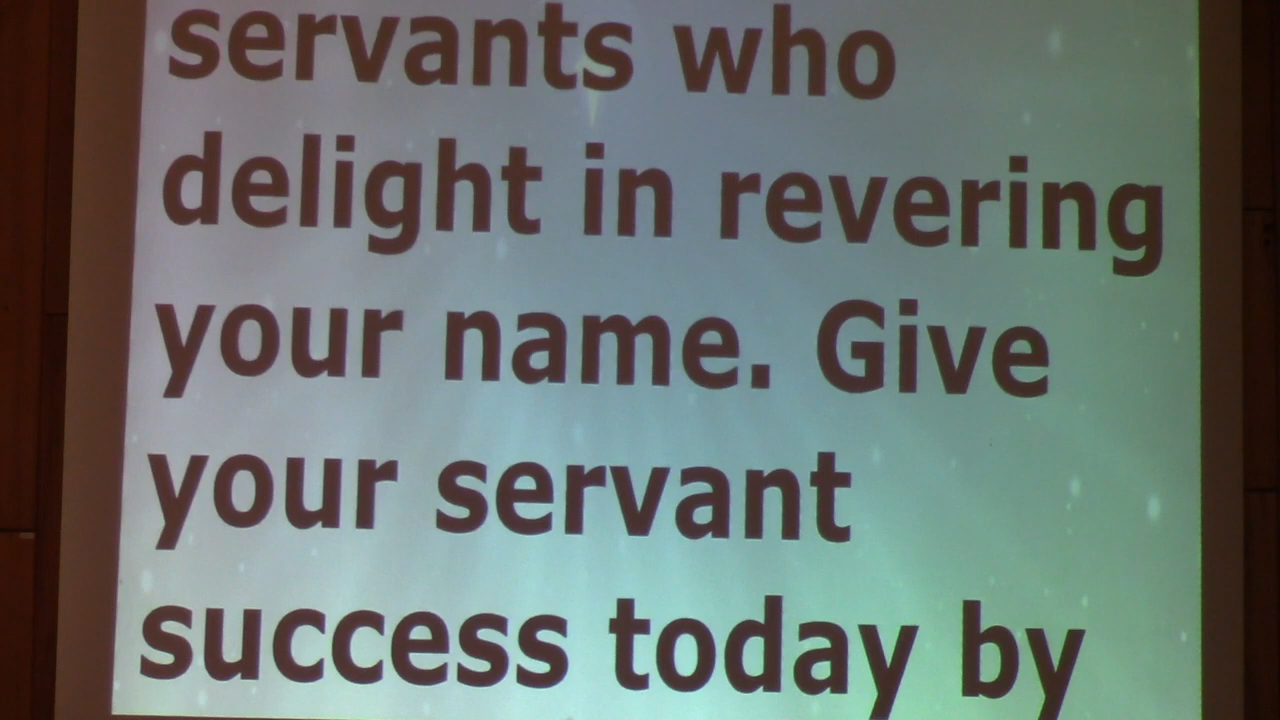 servants who
delight in revering
your name. Give
your servant
success today by